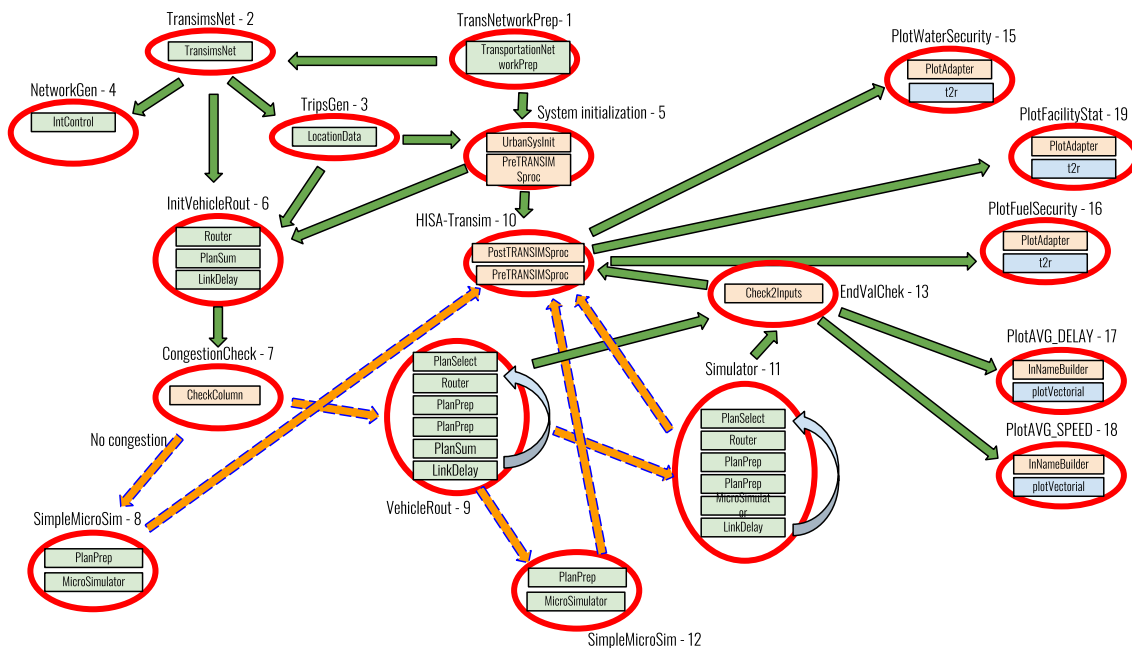 TransimsNet - 2
TransimsNet
TransNetworkPrep- 1
TransportationNet
workPrep
PlotWaterSecurity - 15
PlotAdapter
t2r
NetworkGen - 4
IntControl
TripsGen - 3
LocationData
System initialization - 5
UrbanSysInit
PreTRANSIM
Sproc
PlotFacilityStat - 19
PlotAdapter
t2r
InitVehicleRout - 6
Router
PlanSum
LinkDelay
HISA-Transim - 10
PostTRANSIMSproc
PreTRANSIMSproc
PlotFuelSecurity - 16
PlotAdapter
t2r
Check2Inputs
EndValChek - 13
CongestionCheck - 7
CheckColumn
No congestion
PlanSelect
Router
PlanPrep
PlanPrep
PlanSum
LinkDelay
VehicleRout - 9
Simulator - 11
PlanSelect
Router
PlanPrep
PlanPrep
MicroSimulat
or
LinkDelay
PlotAVG_DELAY - 17
InNameBuilder
plotVectorial
PlotAVG_SPEED - 18
InNameBuilder
plotVectorial
SimpleMicroSim - 8
PlanPrep
MicroSimulator
PlanPrep
MicroSimulator
SimpleMicroSim - 12